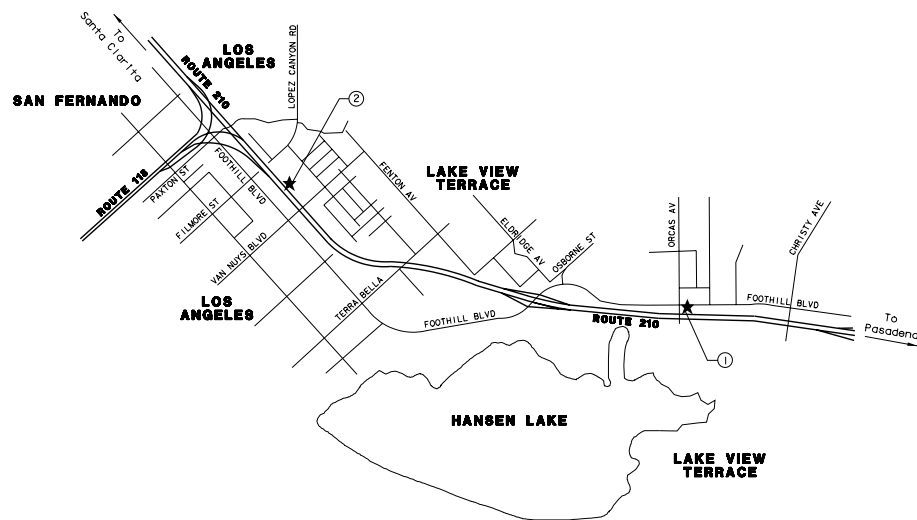 To
Santa Clarita
LOS
ANGELES
ROUTE 210
LOPEZ CANYON RD
2
SAN FERNANDO
ROUTE 118
PAXTON ST
FILMORE ST
FOOTHILL BLVD
VAN NUYS BLVD
FENTON AV
LAKE VIEW
TERRACE
ELDRIDGE AV
OSBORNE ST
ORCAS AV
CHRISTY AVE
LOS
ANGELES
TERRA BELLA
FOOTHILL BLVD
ROUTE 210
FOOTHILL BLVD
To
Pasadena
1
HANSEN LAKE
LAKE VIEW
TERRACE